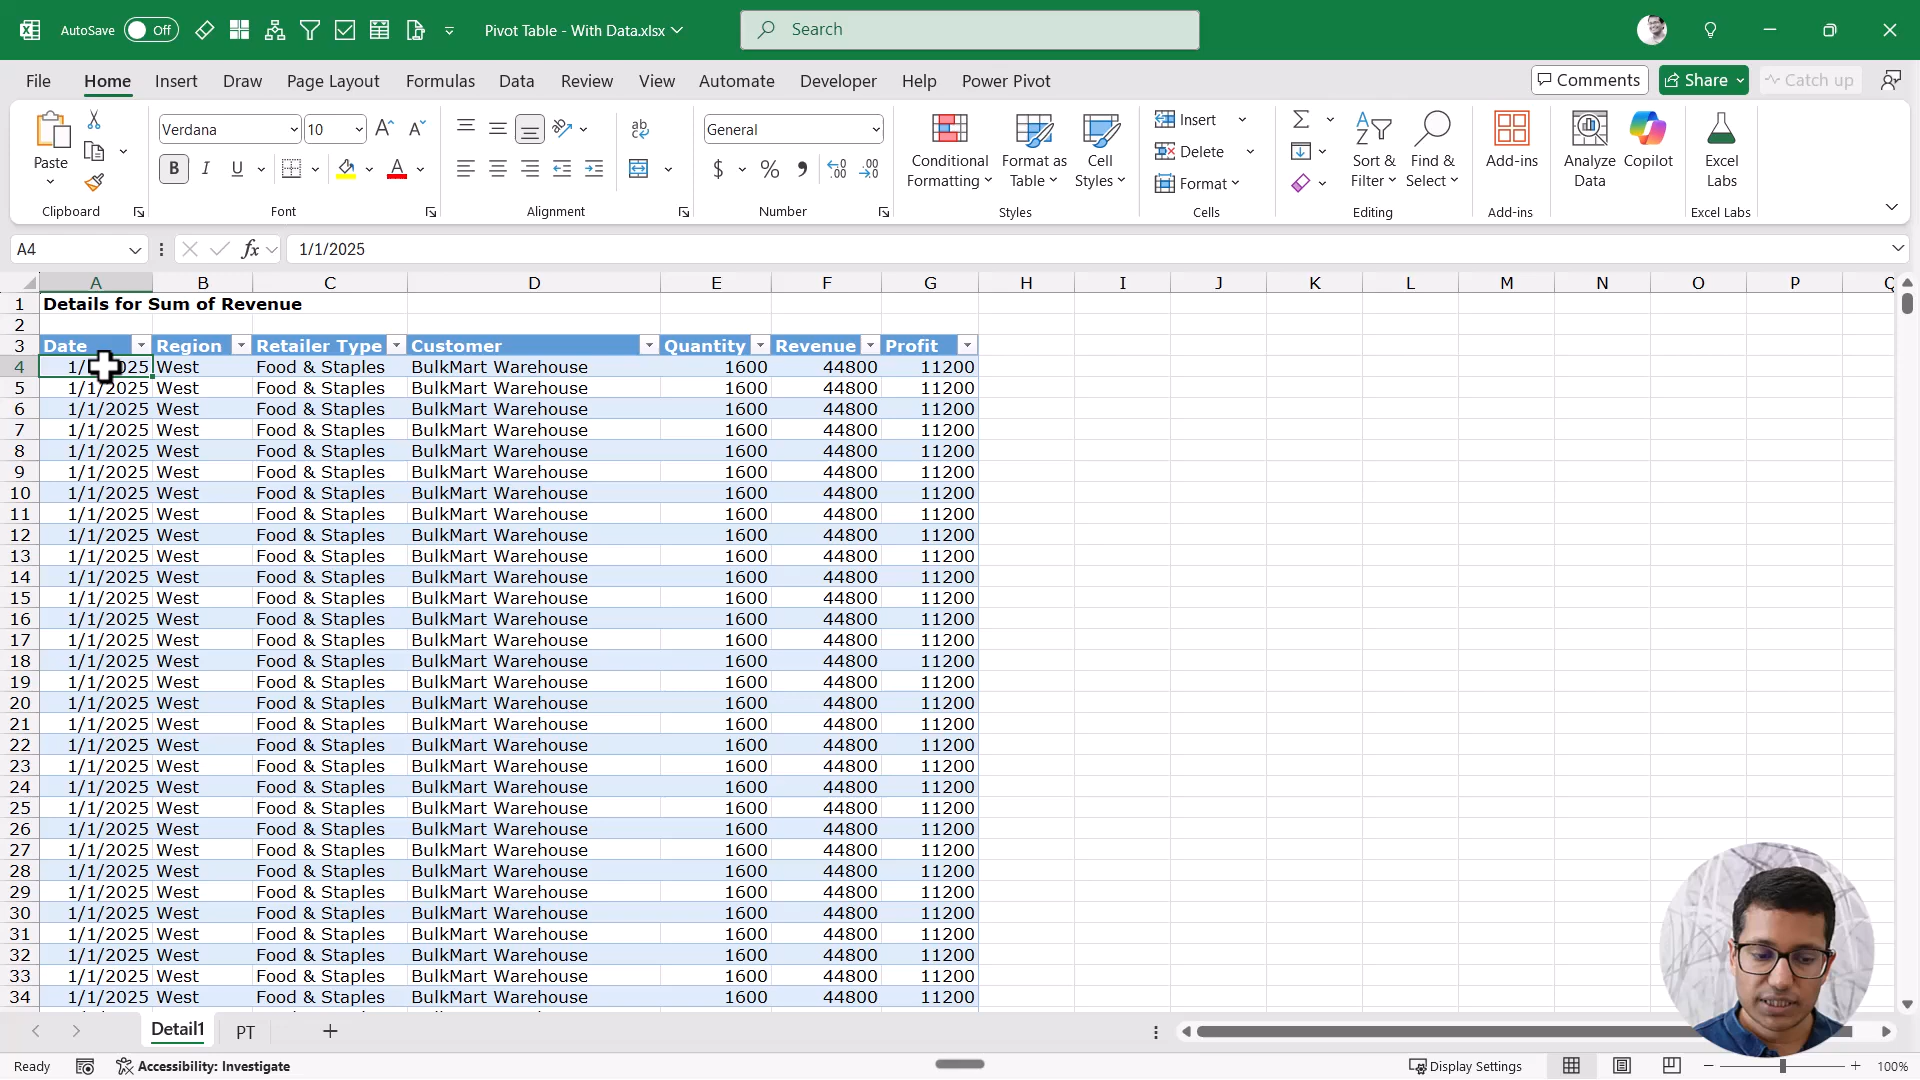 AutoSave Off Pivot Table - With Data.xlsx Search
File Home Insert Draw Page Layout Formulas Data Review View Automate Developer Help Power Pivot Comments Share Catch up
Paste
Clipboard
Verdana 10
B I U
Font
ab
Alignment
General
$ %
Number
Conditional Formatting
Format as Table
Cell Styles
Styles
Insert
Delete
Format
Cells
Sort & Filter
Find & Select
Editing
Add-ins
Add-ins
Analyze Data
Copilot
Excel Labs
Excel Labs
A4 fx 1/1/2025
A B C D E F G H I J K L M N O P Q
1 Details for Sum of Revenue
2
3 Date Region Retailer Type Customer Quantity Revenue Profit
4 West Food & Staples BulkMart Warehouse 1600 44800 11200
5 1/1/2025 West Food & Staples BulkMart Warehouse 1600 44800 11200
6 1/1/2025 West Food & Staples BulkMart Warehouse 1600 44800 11200
7 1/1/2025 West Food & Staples BulkMart Warehouse 1600 44800 11200
8 1/1/2025 West Food & Staples BulkMart Warehouse 1600 44800 11200
9 1/1/2025 West Food & Staples BulkMart Warehouse 1600 44800 11200
10 1/1/2025 West Food & Staples BulkMart Warehouse 1600 44800 11200
11 1/1/2025 West Food & Staples BulkMart Warehouse 1600 44800 11200
12 1/1/2025 West Food & Staples BulkMart Warehouse 1600 44800 11200
13 1/1/2025 West Food & Staples BulkMart Warehouse 1600 44800 11200
14 1/1/2025 West Food & Staples BulkMart Warehouse 1600 44800 11200
15 1/1/2025 West Food & Staples BulkMart Warehouse 1600 44800 11200
16 1/1/2025 West Food & Staples BulkMart Warehouse 1600 44800 11200
17 1/1/2025 West Food & Staples BulkMart Warehouse 1600 44800 11200
18 1/1/2025 West Food & Staples BulkMart Warehouse 1600 44800 11200
19 1/1/2025 West Food & Staples BulkMart Warehouse 1600 44800 11200
20 1/1/2025 West Food & Staples BulkMart Warehouse 1600 44800 11200
21 1/1/2025 West Food & Staples BulkMart Warehouse 1600 44800 11200
22 1/1/2025 West Food & Staples BulkMart Warehouse 1600 44800 11200
23 1/1/2025 West Food & Staples BulkMart Warehouse 1600 44800 11200
24 1/1/2025 West Food & Staples BulkMart Warehouse 1600 44800 11200
25 1/1/2025 West Food & Staples BulkMart Warehouse 1600 44800 11200
26 1/1/2025 West Food & Staples BulkMart Warehouse 1600 44800 11200
27 1/1/2025 West Food & Staples BulkMart Warehouse 1600 44800 11200
28 1/1/2025 West Food & Staples BulkMart Warehouse 1600 44800 11200
29 1/1/2025 West Food & Staples BulkMart Warehouse 1600 44800 11200
30 1/1/2025 West Food & Staples BulkMart Warehouse 1600 44800 11200
31 1/1/2025 West Food & Staples BulkMart Warehouse 1600 44800 11200
32 1/1/2025 West Food & Staples BulkMart Warehouse 1600 44800 11200
33 1/1/2025 West Food & Staples BulkMart Warehouse 1600 44800 11200
34 1/1/2025 West Food & Staples BulkMart Warehouse 1600 44800 11200
Detail1 PT
Ready Accessibility: Investigate Display Settings 100%